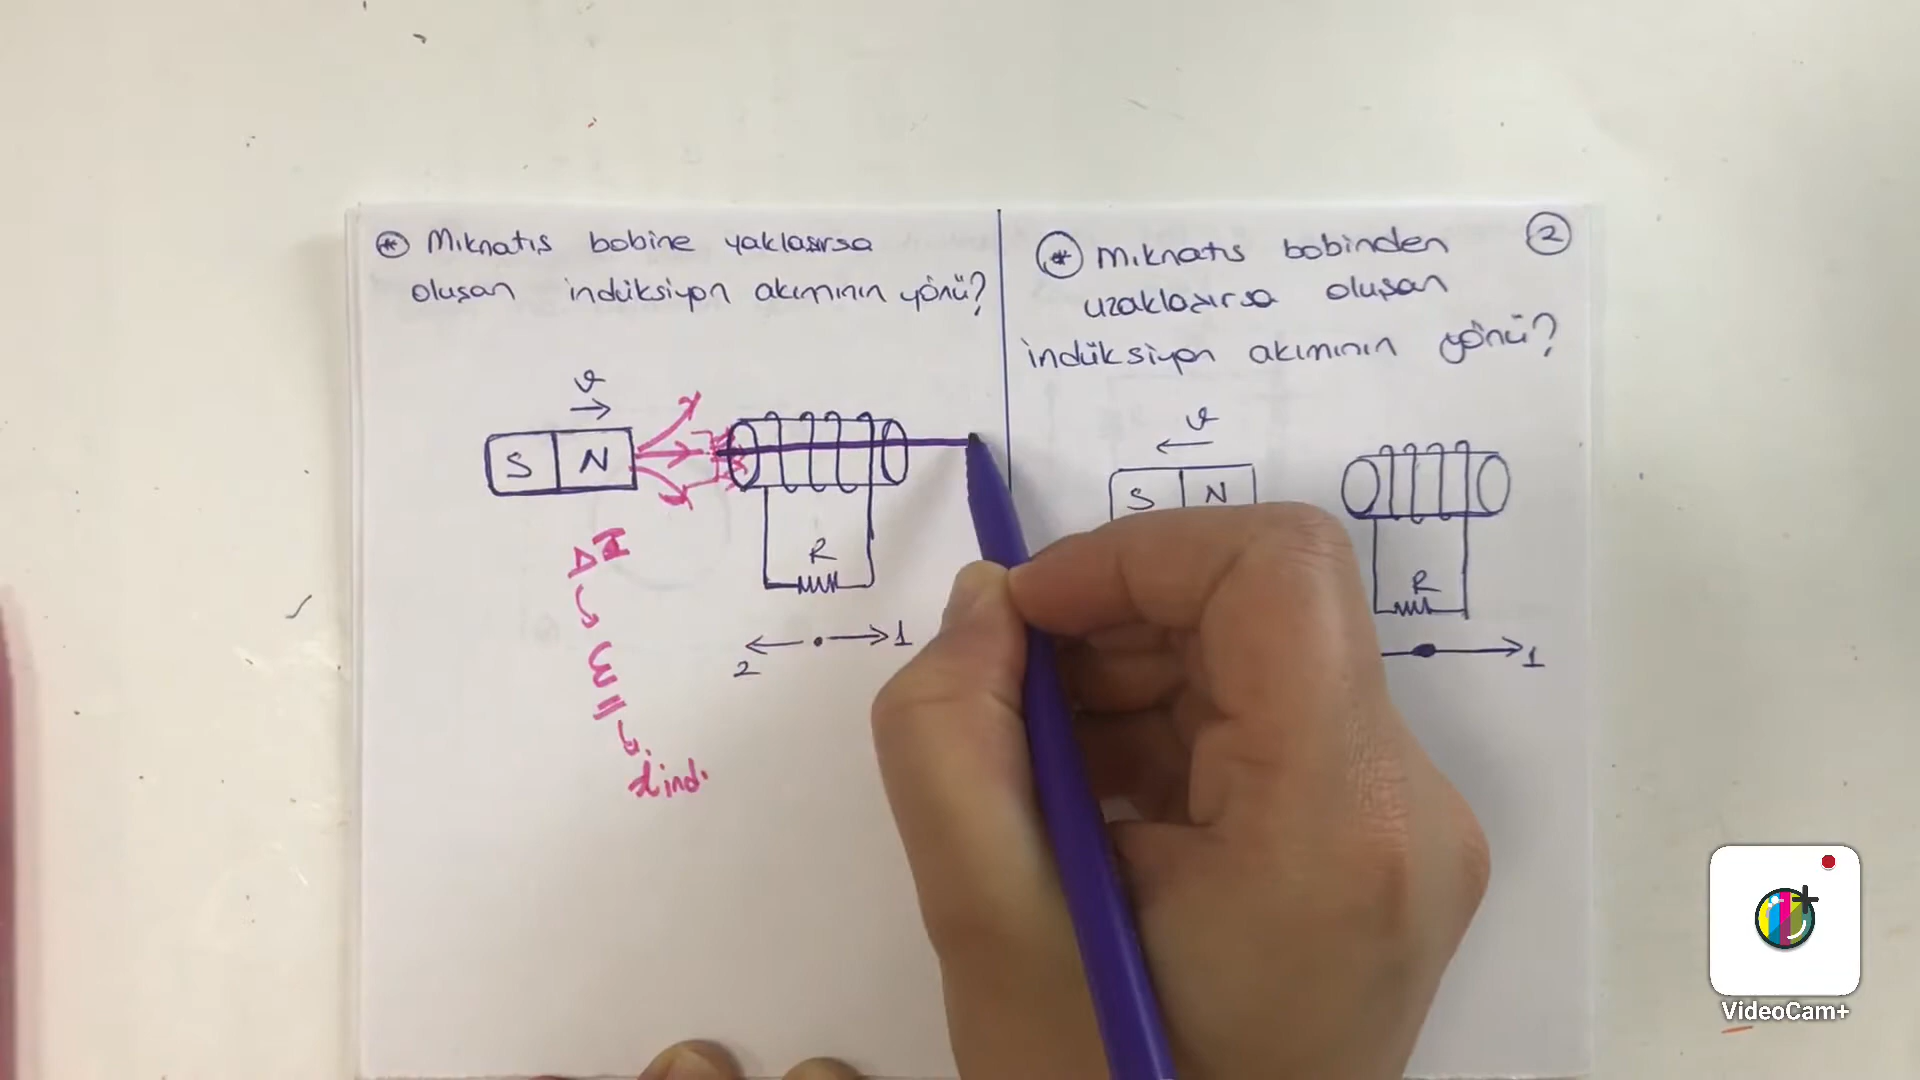 * Mıknatıs bobine yaklaşırsa
oluşan indüksiyon akımının yönü?
ϑ
S N
R
2 1
ΔΦ
ε
iind.
2
* Mıknatıs bobinden
uzaklaşırsa oluşan
indüksiyon akımının yönü?
ϑ
S N
R
1
VideoCam+